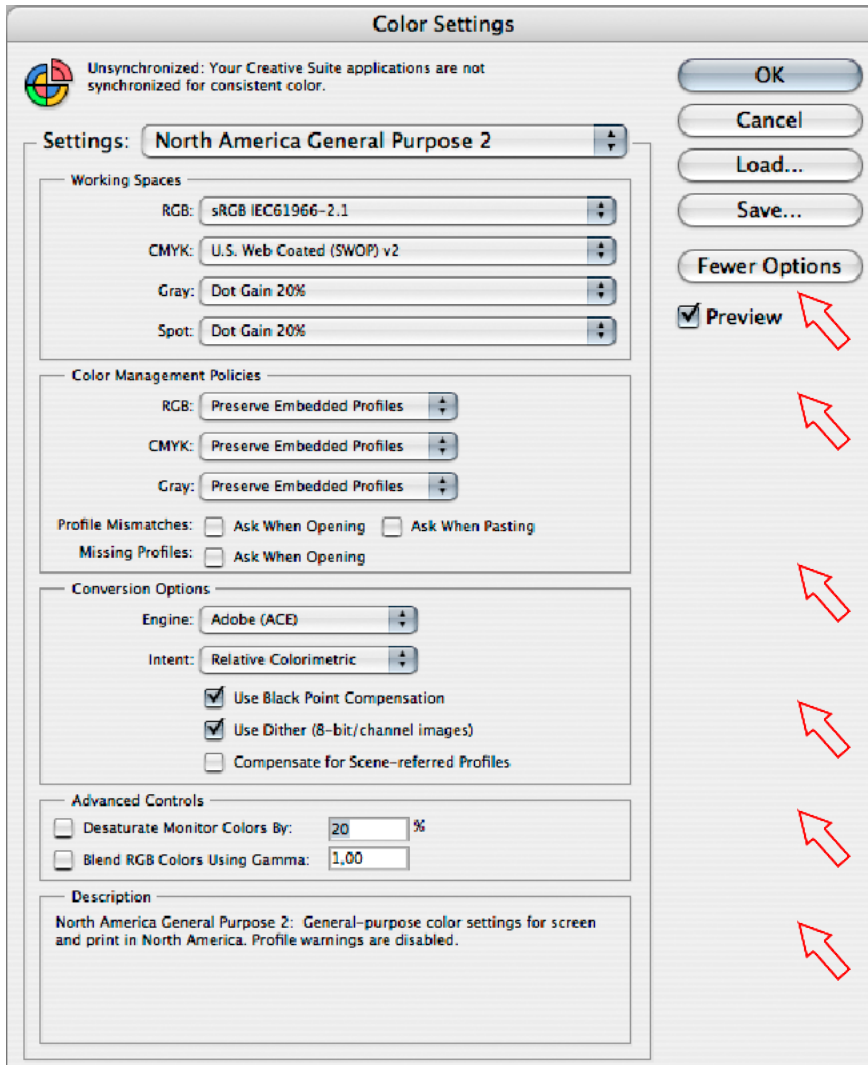 Color Settings
Unsynchronized: Your Creative Suite applications are not
synchronized for consistent color.
OK
Cancel
Load...
Save...
Fewer Options
Preview
Settings: North America General Purpose 2
Working Spaces
RGB: sRGB IEC61966-2.1
CMYK: U.S. Web Coated (SWOP) v2
Gray: Dot Gain 20%
Spot: Dot Gain 20%
Color Management Policies
RGB: Preserve Embedded Profiles
CMYK: Preserve Embedded Profiles
Gray: Preserve Embedded Profiles
Profile Mismatches: Ask When Opening Ask When Pasting
Missing Profiles: Ask When Opening
Conversion Options
Engine: Adobe (ACE)
Intent: Relative Colorimetric
Use Black Point Compensation
Use Dither (8-bit/channel images)
Compensate for Scene-referred Profiles
Advanced Controls
Desaturate Monitor Colors By: 20 %
Blend RGB Colors Using Gamma: 1.00
Description
North America General Purpose 2: General-purpose color settings for screen
and print in North America. Profile warnings are disabled.